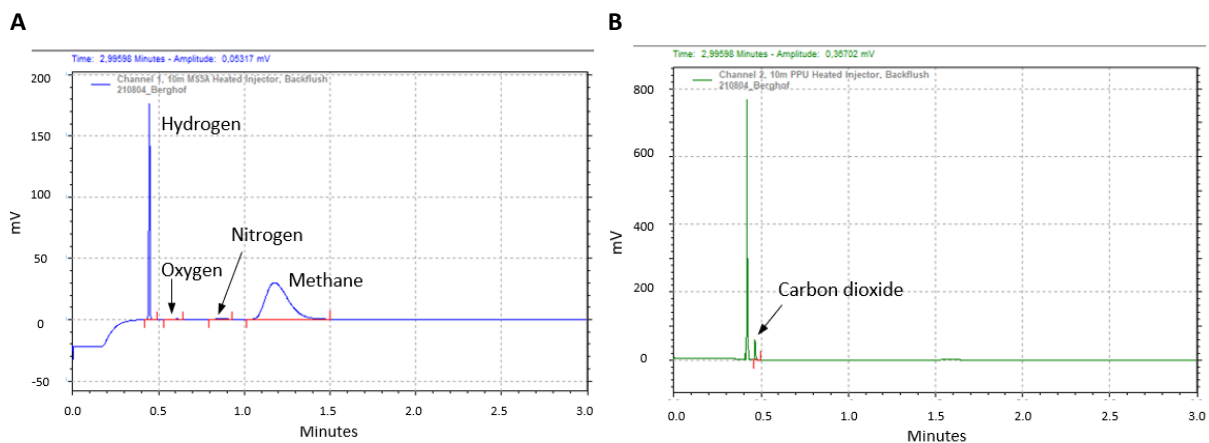 A
Time: 2,99598 Minutes - Amplitude: 0,05317 mV
Channel 1, 10m MS5A Heated Injector, Backflush
210804_Berghof
200
150
100
50
0
-50
mV
Hydrogen
Oxygen
Nitrogen
Methane
0.0 0.5 1.0 1.5 2.0 2.5 3.0
Minutes
B
Time: 2,99598 Minutes - Amplitude: 0,36702 mV
Channel 2, 10m PPU Heated Injector, Backflush
210804_Berghof
800
600
400
200
0
mV
Carbon dioxide
0.0 0.5 1.0 1.5 2.0 2.5 3.0
Minutes